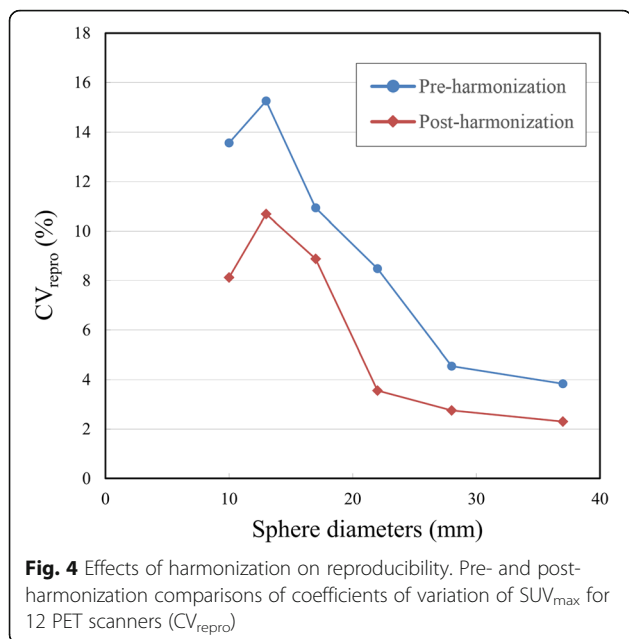 18
16
14
12
10
8
6
4
2
0
CVrepro (%)
Pre-harmonization
Post-harmonization
0 10 20 30 40
Sphere diameters (mm)
Fig. 4 Effects of harmonization on reproducibility. Pre- and post-
harmonization comparisons of coefficients of variation of SUVmax for
12 PET scanners (CVrepro)